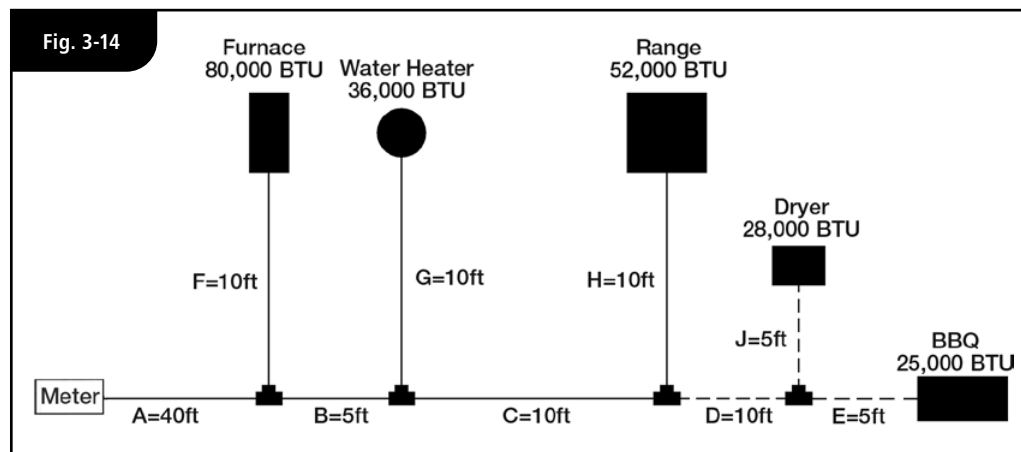 Fig. 3-14
Furnace
80,000 BTU
Water Heater
36,000 BTU
Range
52,000 BTU
Dryer
28,000 BTU
F=10ft
G=10ft
H=10ft
J=5ft
BBQ
25,000 BTU
Meter
A=40ft
B=5ft
C=10ft
D=10ft
E=5ft